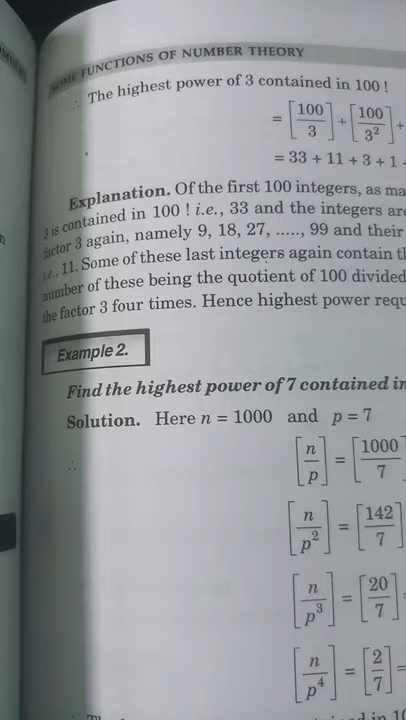 SOME FUNCTIONS OF NUMBER THEORY
∴ The highest power of 3 contained in 100 !
= [100/3] + [100/3²] +
= 33 + 11 + 3 + 1
Explanation. Of the first 100 integers, as ma
3 is contained in 100 ! i.e., 33 and the integers are
factor 3 again, namely 9, 18, 27, ....., 99 and their
i.e., 11. Some of these last integers again contain th
number of these being the quotient of 100 divided
the factor 3 four times. Hence highest power requ
Example 2.
Find the highest power of 7 contained in
Solution. Here n = 1000 and p = 7
∴ [n/p] = [1000/7
[n/p²] = [142/7]
[n/p³] = [20/7] =
[n/p⁴] = [2/7] =